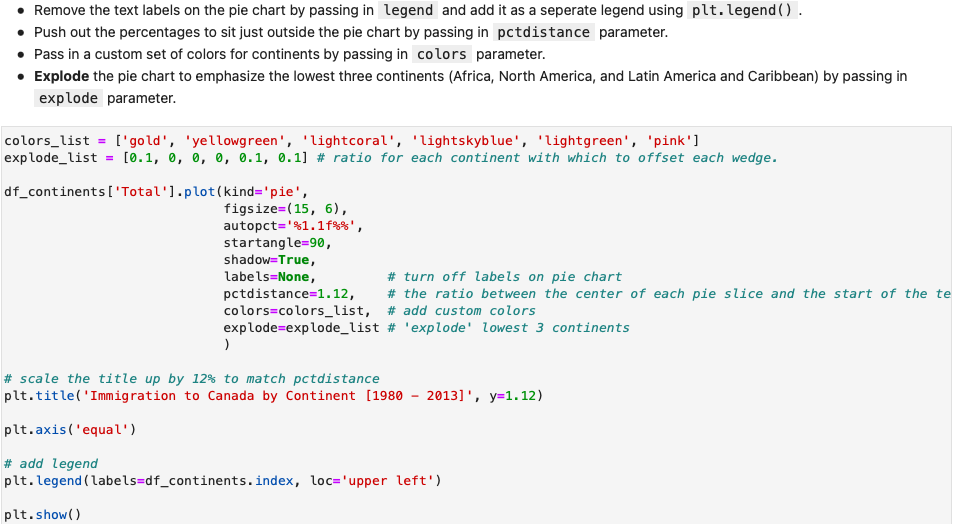 • Remove the text labels on the pie chart by passing in legend and add it as a seperate legend using plt.legend().
• Push out the percentages to sit just outside the pie chart by passing in pctdistance parameter.
• Pass in a custom set of colors for continents by passing in colors parameter.
• Explode the pie chart to emphasize the lowest three continents (Africa, North America, and Latin America and Caribbean) by passing in
explode parameter.
colors_list = ['gold', 'yellowgreen', 'lightcoral', 'lightskyblue', 'lightgreen', 'pink']
explode_list = [0.1, 0, 0, 0, 0.1, 0.1] # ratio for each continent with which to offset each wedge.
df_continents['Total'].plot(kind='pie',
figsize=(15, 6),
autopct='%1.1f%%',
startangle=90,
shadow=True,
labels=None, # turn off labels on pie chart
pctdistance=1.12, # the ratio between the center of each pie slice and the start of the te
colors=colors_list, # add custom colors
explode=explode_list # 'explode' lowest 3 continents
)
# scale the title up by 12% to match pctdistance
plt.title('Immigration to Canada by Continent [1980 - 2013]', y=1.12)
plt.axis('equal')
# add legend
plt.legend(labels=df_continents.index, loc='upper left')
plt.show()